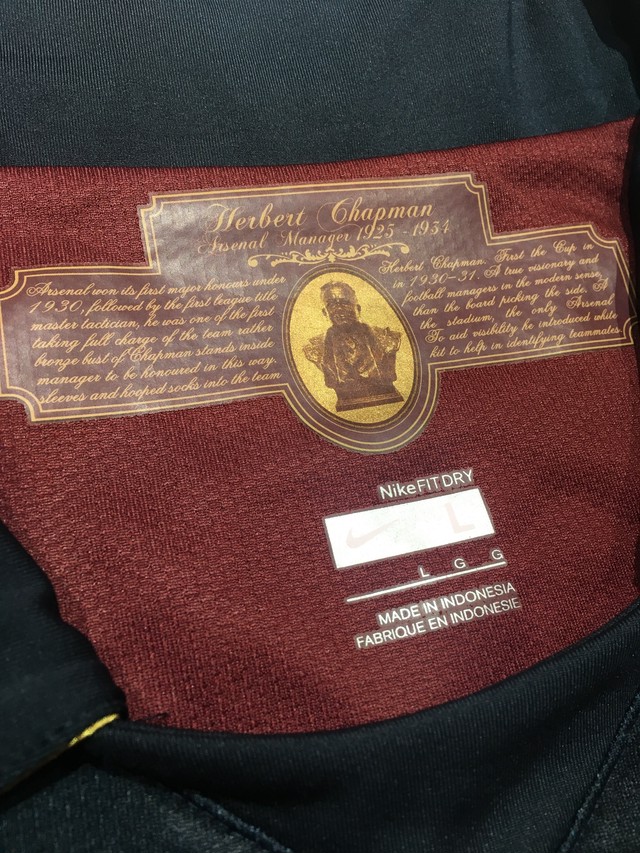 Herbert Chapman
Arsenal Manager 1925 -1934
Arsenal won its first major honours under Herbert Chapman. First the Cup in
1930, followed by the first league title in 1930-31. A true visionary and
master tactician, he was one of the first football managers in the modern sense,
taking full charge of the team rather than the board picking the side. A
bronze bust of Chapman stands inside the stadium, the only Arsenal
manager to be honoured in this way. To aid visibility he introduced white
sleeves and hooped socks into the team kit to help in identifying teammates
NikeFITDRY
L
L G G
MADE IN INDONESIA
FABRIQUE EN INDONESIE